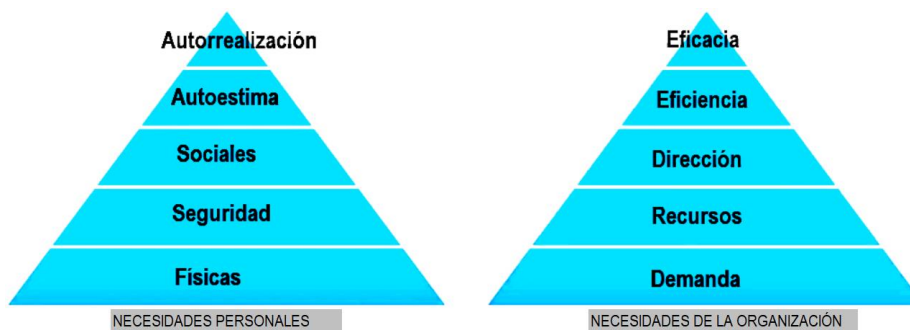 Autorrealización
Autoestima
Sociales
Seguridad
Físicas
NECESIDADES PERSONALES
Eficacia
Eficiencia
Dirección
Recursos
Demanda
NECESIDADES DE LA ORGANIZACIÓN